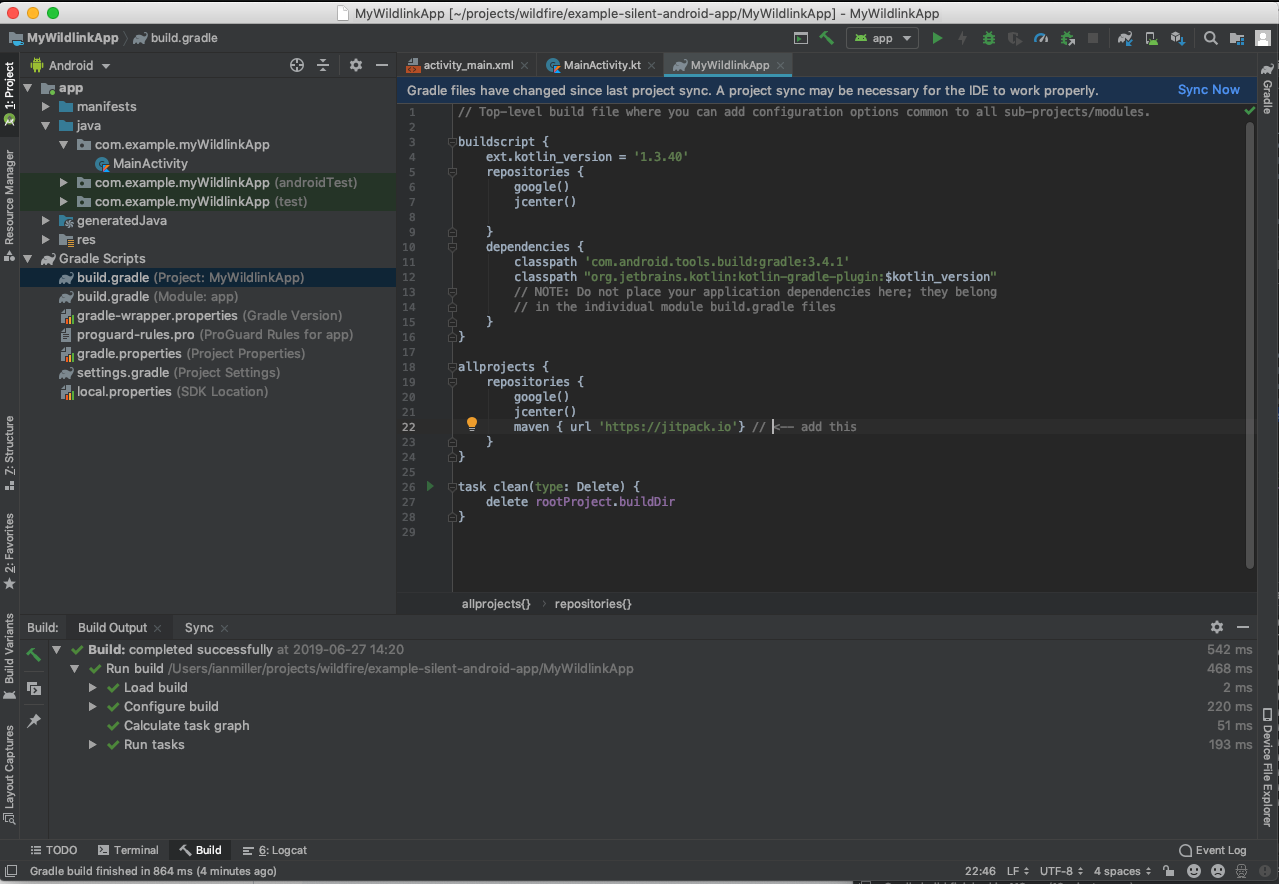 MyWildlinkApp [~/projects/wildfire/example-silent-android-app/MyWildlinkApp] - MyWildlinkApp
MyWildlinkApp build.gradle
app
Android
activity_main.xml MainActivity.kt MyWildlinkApp
Gradle files have changed since last project sync. A project sync may be necessary for the IDE to work properly. Sync Now
1: Project
Resource Manager
Z: Structure
2: Favorites
Build Variants
Layout Captures
app
manifests
java
com.example.myWildlinkApp
MainActivity
com.example.myWildlinkApp (androidTest)
com.example.myWildlinkApp (test)
generatedJava
res
Gradle Scripts
build.gradle (Project: MyWildlinkApp)
build.gradle (Module: app)
gradle-wrapper.properties (Gradle Version)
proguard-rules.pro (ProGuard Rules for app)
gradle.properties (Project Properties)
settings.gradle (Project Settings)
local.properties (SDK Location)
1 // Top-level build file where you can add configuration options common to all sub-projects/modules.
2
3 buildscript {
4 ext.kotlin_version = '1.3.40'
5 repositories {
6 google()
7 jcenter()
8
9 }
10 dependencies {
11 classpath 'com.android.tools.build:gradle:3.4.1'
12 classpath "org.jetbrains.kotlin:kotlin-gradle-plugin:$kotlin_version"
13 // NOTE: Do not place your application dependencies here; they belong
14 // in the individual module build.gradle files
15 }
16 }
17
18 allprojects {
19 repositories {
20 google()
21 jcenter()
22 maven { url 'https://jitpack.io'} // <-- add this
23 }
24 }
25
26 task clean(type: Delete) {
27 delete rootProject.buildDir
28 }
29
allprojects{} › repositories{}
Gradle
Device File Explorer
Build: Build Output Sync
Build: completed successfully at 2019-06-27 14:20 542 ms
Run build /Users/ianmiller/projects/wildfire/example-silent-android-app/MyWildlinkApp 468 ms
Load build 2 ms
Configure build 220 ms
Calculate task graph 51 ms
Run tasks 193 ms
TODO Terminal Build 6: Logcat Event Log
Gradle build finished in 864 ms (4 minutes ago) 22:46 LF UTF-8 4 spaces